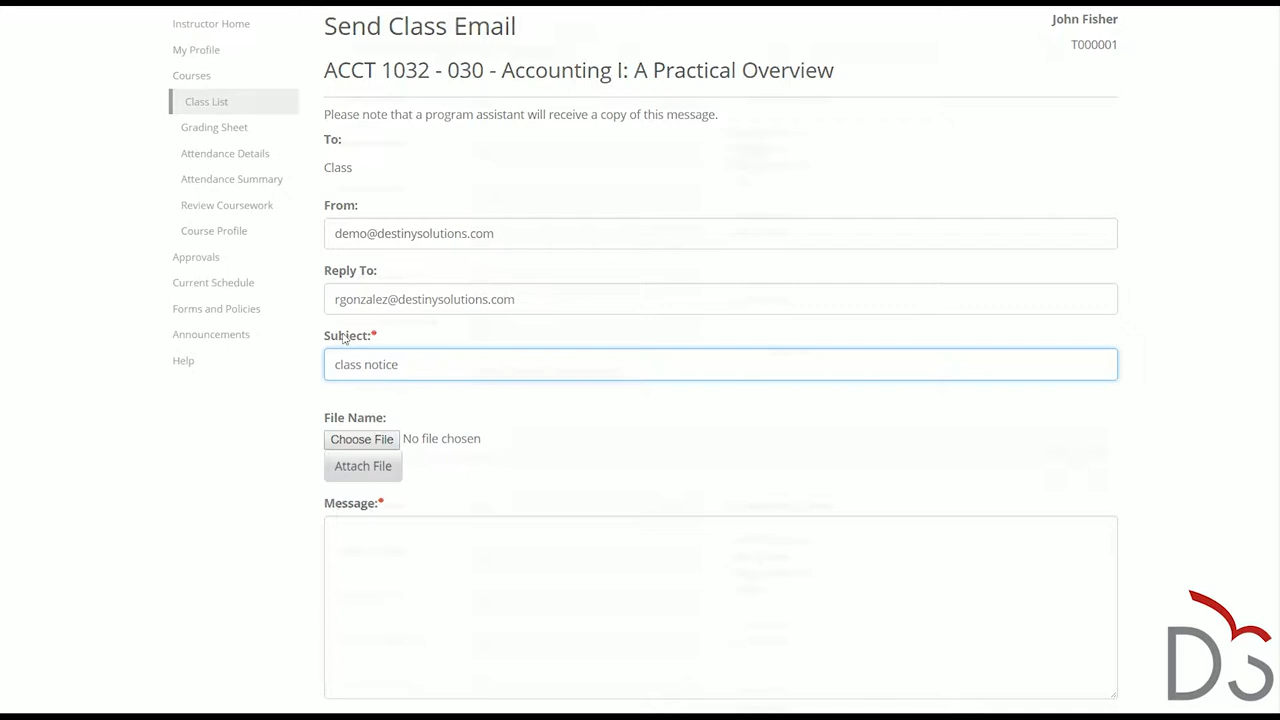 Instructor Home
My Profile
Courses
Class List
Grading Sheet
Attendance Details
Attendance Summary
Review Coursework
Course Profile
Approvals
Current Schedule
Forms and Policies
Announcements
Help
Send Class Email
John Fisher
T000001
ACCT 1032 - 030 - Accounting I: A Practical Overview
Please note that a program assistant will receive a copy of this message.
To:
Class
From:
demo@destinysolutions.com
Reply To:
rgonzalez@destinysolutions.com
Subject:*
class notice
File Name:
Choose File No file chosen
Attach File
Message:*
DS